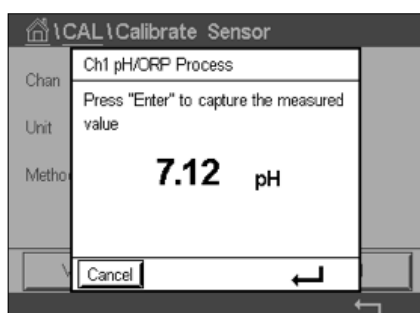 \CAL\Calibrate Sensor
Ch1 pH/ORP Process
Chan
Press "Enter" to capture the measured
value
Unit
7.12 pH
Cancel